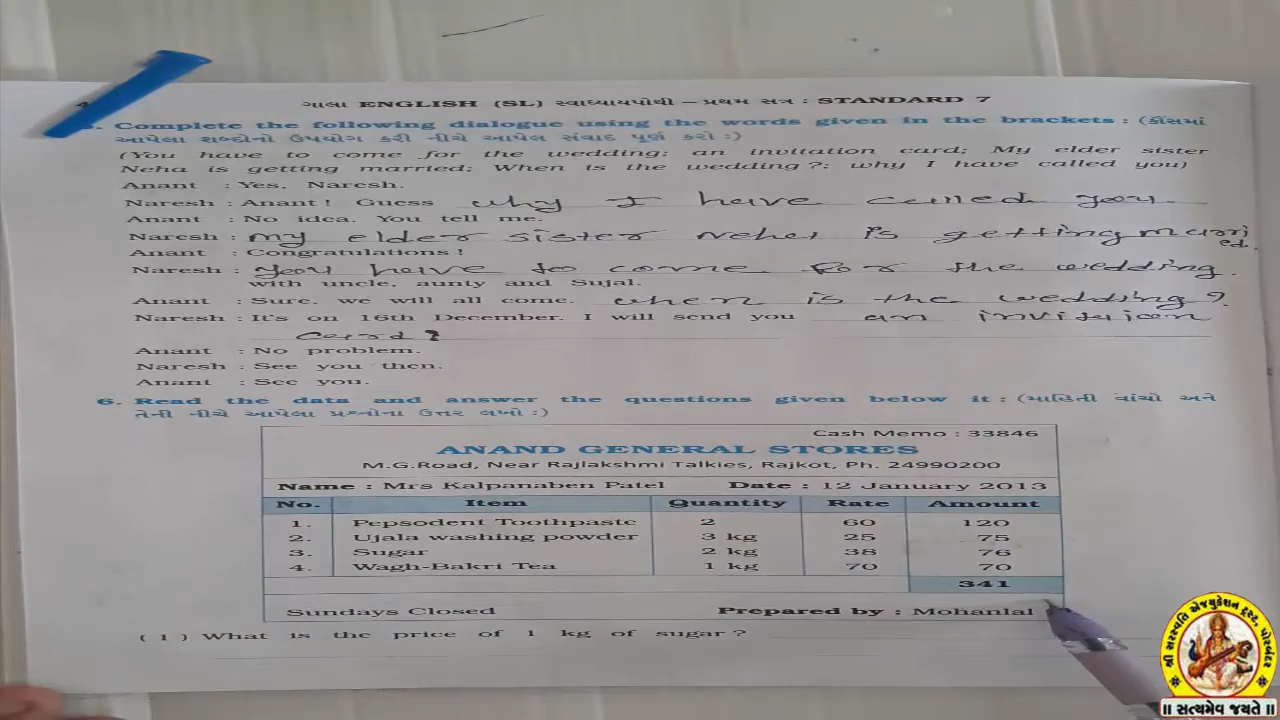 ગાલા ENGLISH (SL) સ્વાધ્યાયપોથી – પ્રથમ સત્ર : STANDARD 7
Complete the following dialogue using the words given in the brackets : (કૌંસમાં
આપેલા શબ્દોનો ઉપયોગ કરી નીચે આપેલ સંવાદ પૂર્ણ કરો :)
(You have to come for the wedding; an invitation card; My elder sister
Neha is getting married; When is the wedding?; why I have called you)
Anant : Yes, Naresh.
Naresh : Anant! Guess why I have called you
Anant : No idea. You tell me.
Naresh : My elder sister Neha is getting marri
ed.
Anant : Congratulations!
Naresh : You have to come for the wedding.
with uncle, aunty and Sujal.
Anant : Sure, we will all come. when is the wedding?
Naresh : It's on 16th December. I will send you an
card?
Anant : No problem.
Naresh : See you then.
Anant : See you.
6. Read the data and answer the questions given below it : (માહિતી વાંચો અને
તેની નીચે આપેલા પ્રશ્નોના ઉત્તર લખો :)
Cash Memo : 33846
ANAND GENERAL STORES
M.G.Road, Near Rajlakshmi Talkies, Rajkot, Ph. 24990200
Name : Mrs Kalpanaben Patel Date : 12 January 2013
No. Item Quantity Rate Amount
1. Pepsodent Toothpaste 2 60 120
2. Ujala washing powder 3 kg 25 75
3. Sugar 2 kg 38 76
4. Wagh-Bakri Tea 1 kg 70 70
341
Sundays Closed Prepared by : Mohanlal
(1) What is the price of 1 kg of sugar?
શ્રી સરસ્વતિ એજ્યુકેશન ટ્રસ્ટ, પોરબંદર
॥ સત્યમેવ જયતે ॥